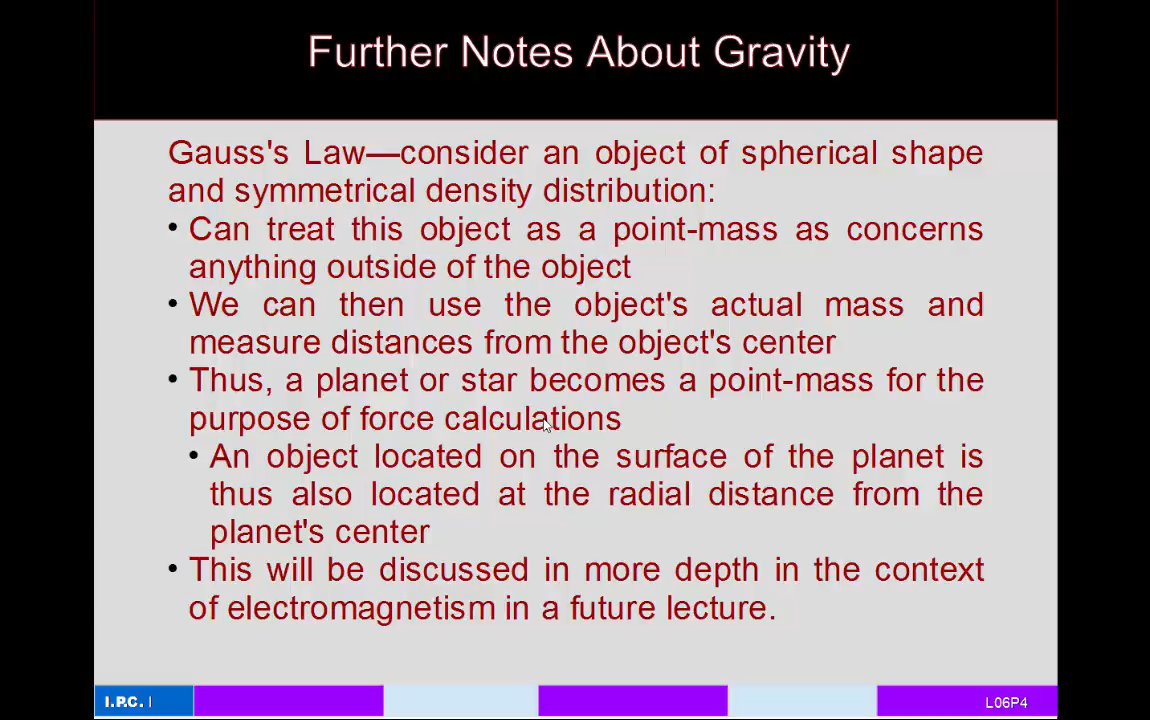 Further Notes About Gravity
Gauss's Law—consider an object of spherical shape
and symmetrical density distribution:
• Can treat this object as a point-mass as concerns
anything outside of the object
• We can then use the object's actual mass and
measure distances from the object's center
• Thus, a planet or star becomes a point-mass for the
purpose of force calculations
• An object located on the surface of the planet is
thus also located at the radial distance from the
planet's center
• This will be discussed in more depth in the context
of electromagnetism in a future lecture.
I.P.C. I
L06P4